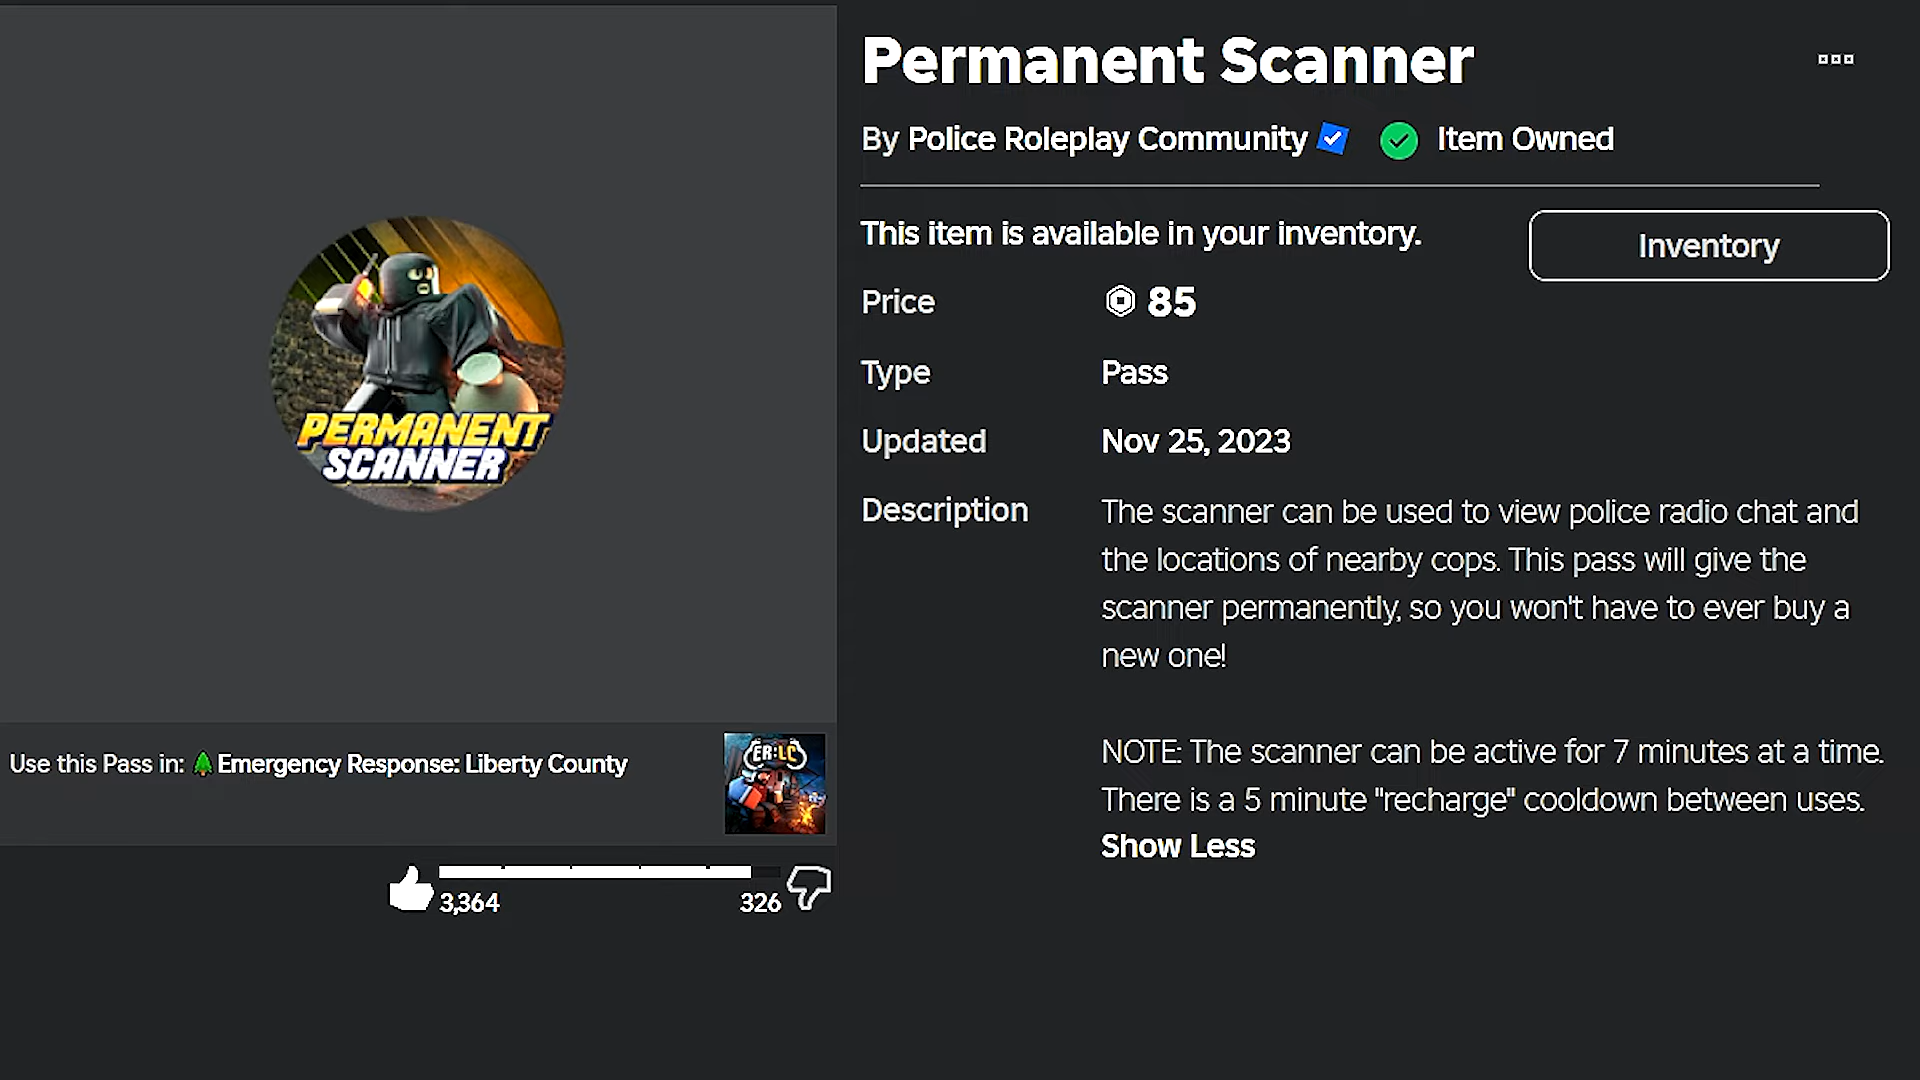 Permanent Scanner
By Police Roleplay Community Item Owned
This item is available in your inventory.
Inventory
Price 85
Type Pass
Updated Nov 25, 2023
Description
The scanner can be used to view police radio chat and
the locations of nearby cops. This pass will give the
scanner permanently, so you won't have to ever buy a
new one!
NOTE: The scanner can be active for 7 minutes at a time.
There is a 5 minute "recharge" cooldown between uses.
Show Less
PERMANENT
SCANNER
Use this Pass in: Emergency Response: Liberty County
ER:LC
3,364
326